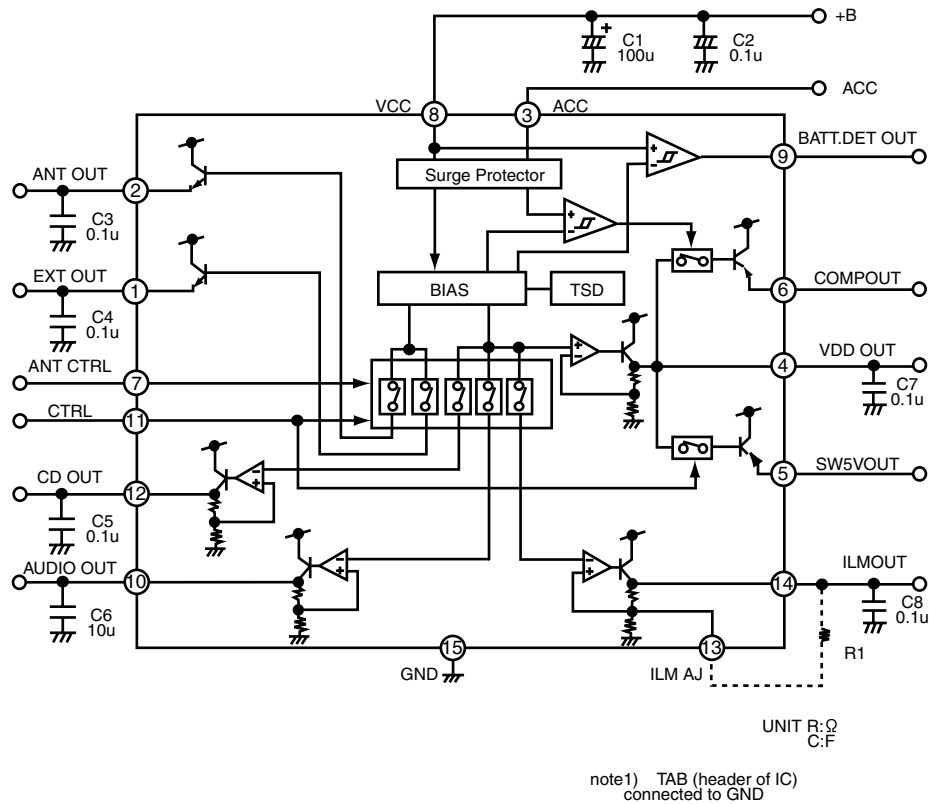 +B
+
C1
100u
C2
0.1u
ACC
VCC
8
3
ACC
BATT.DET OUT
9
+
−
ANT OUT
2
Surge Protector
C3
0.1u
+
−
EXT OUT
1
BIAS
TSD
COMPOUT
6
C4
0.1u
ANT CTRL
7
+
−
VDD OUT
4
C7
0.1u
CTRL
11
CD OUT
12
−
+
SW5VOUT
5
C5
0.1u
AUDIO OUT
10
−
+
−
+
ILMOUT
14
C6
10u
C8
0.1u
15
13
R1
GND
ILM AJ
UNIT R:Ω
C:F
note1) TAB (header of IC)
connected to GND